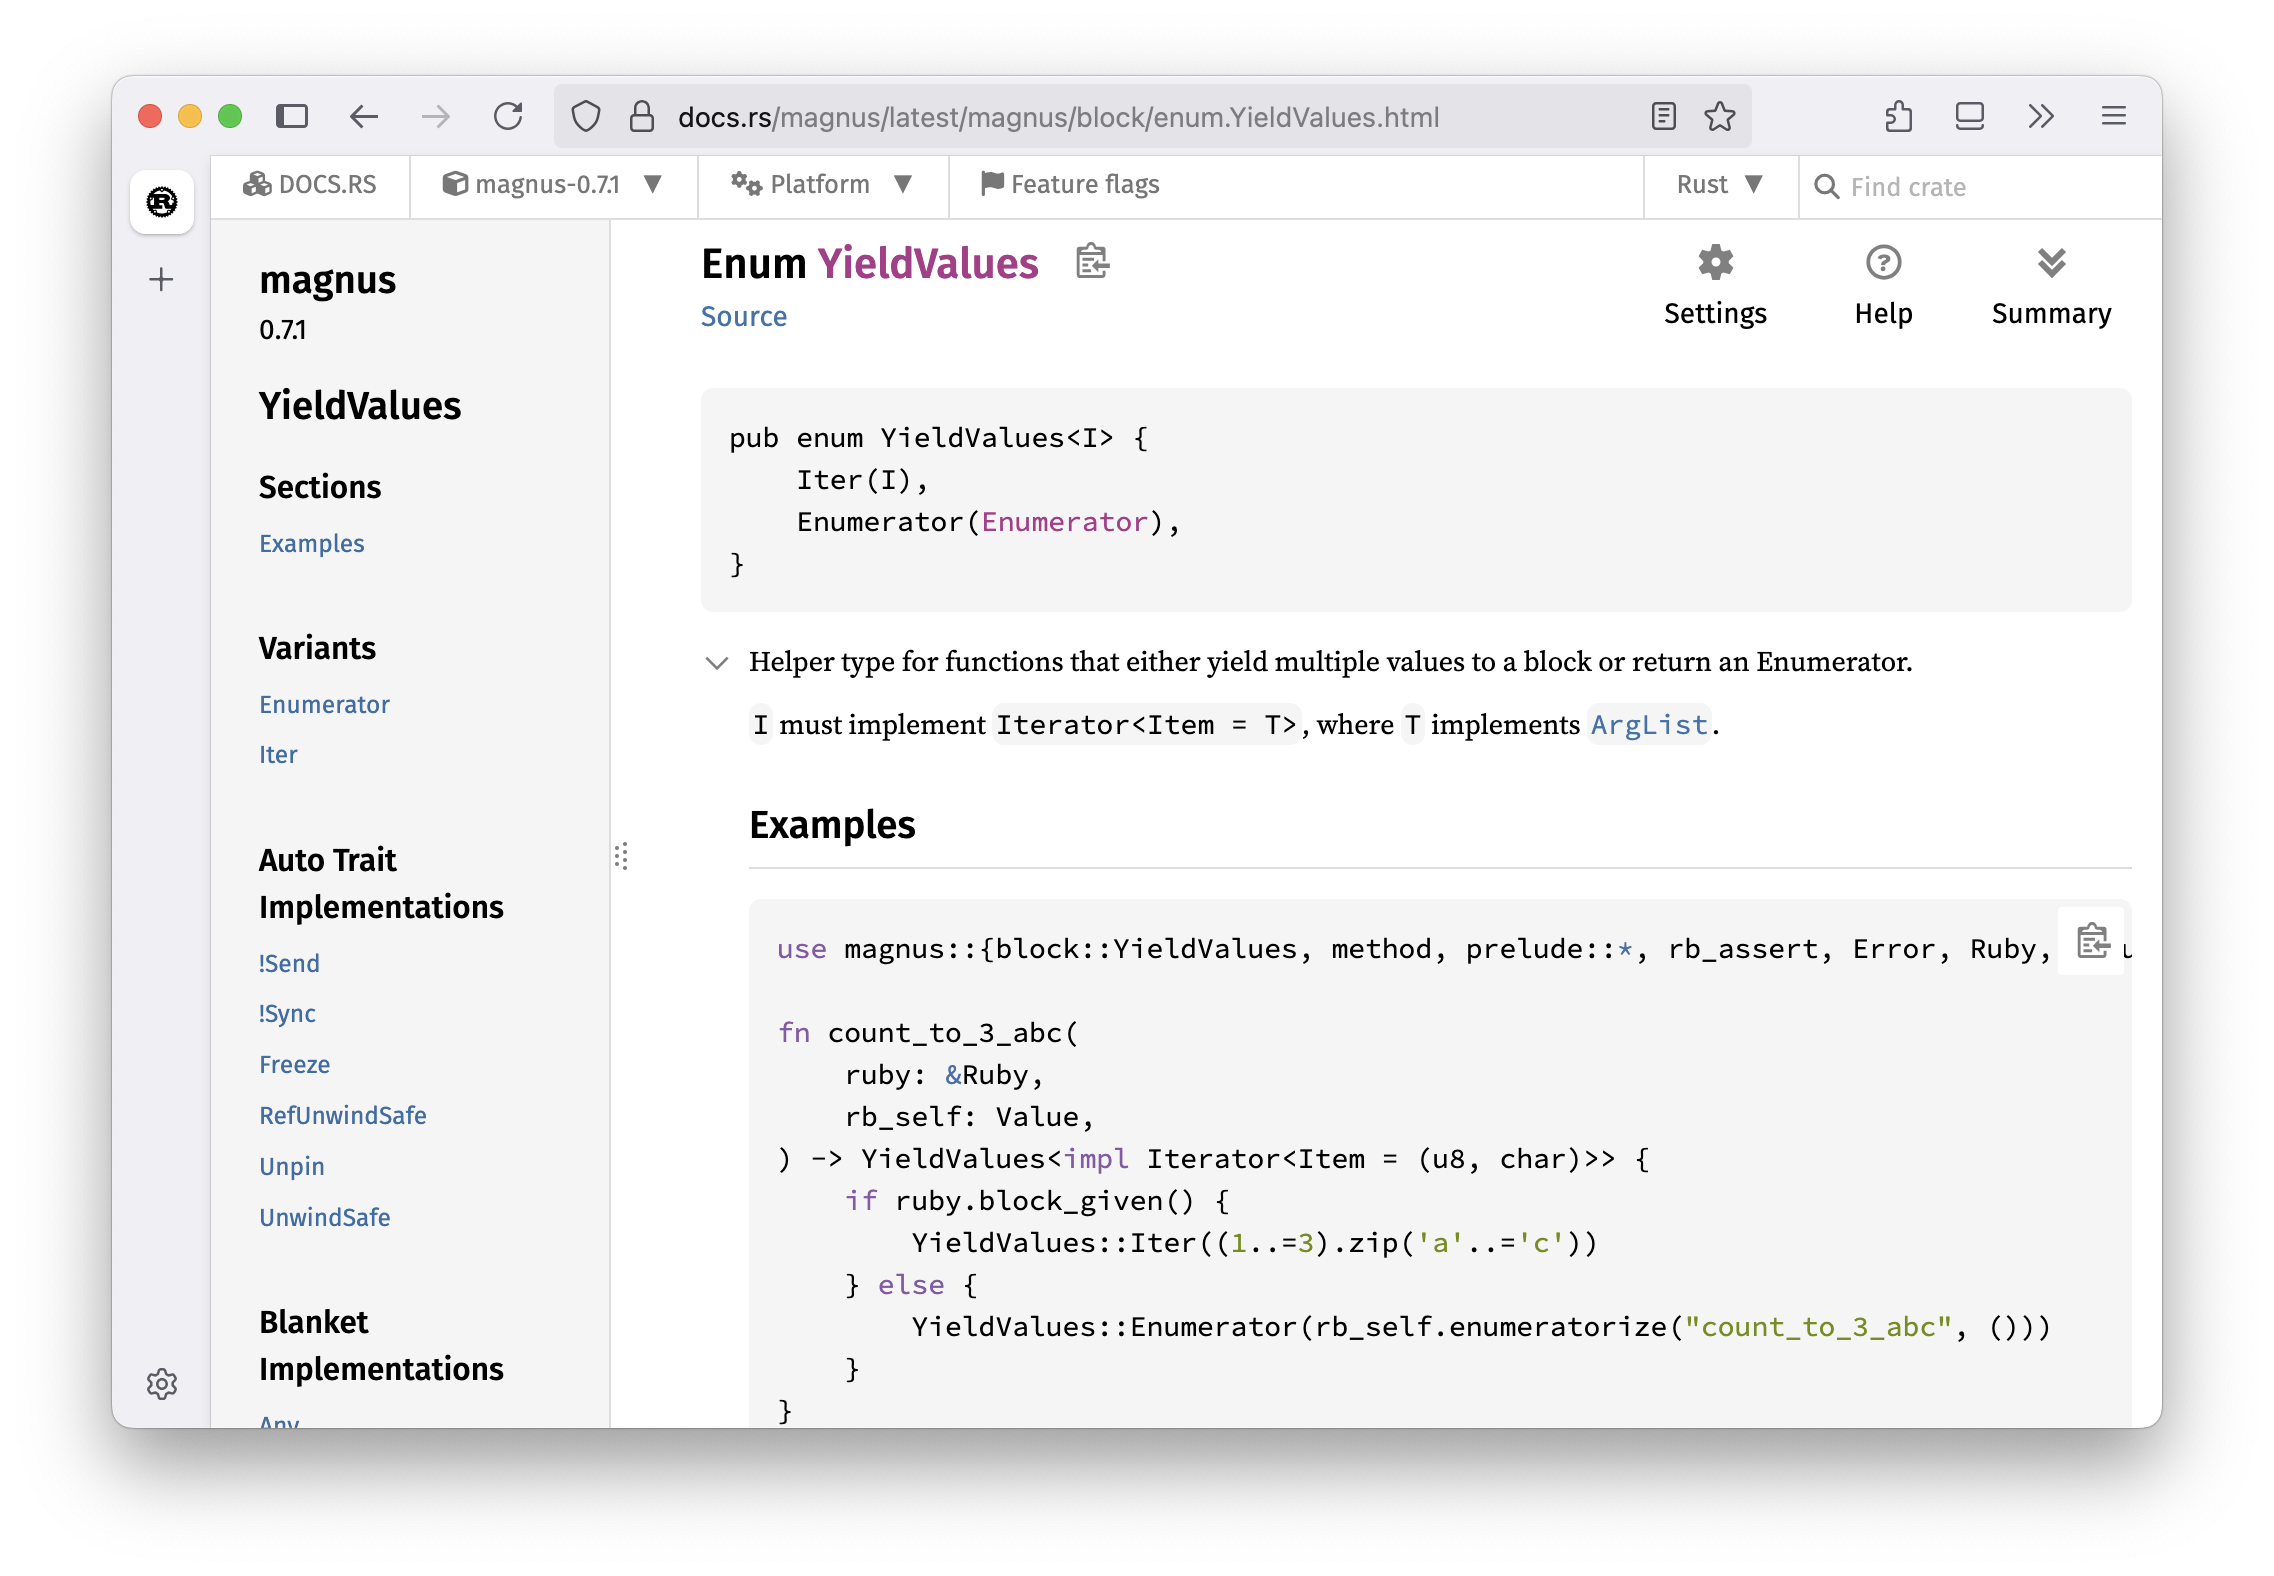 docs.rs/magnus/latest/magnus/block/enum.YieldValues.html
DOCS.RS
magnus-0.7.1
Platform
Feature flags
Rust
Find crate
magnus
0.7.1
YieldValues
Sections
Examples
Variants
Enumerator
Iter
Auto Trait
Implementations
!Send
!Sync
Freeze
RefUnwindSafe
Unpin
UnwindSafe
Blanket
Implementations
Any
Enum YieldValues
Source
Settings
Help
Summary
pub enum YieldValues<I> {
    Iter(I),
    Enumerator(Enumerator),
}
Helper type for functions that either yield multiple values to a block or return an Enumerator.
I must implement Iterator<Item = T>, where T implements ArgList.
Examples
use magnus::{block::YieldValues, method, prelude::*, rb_assert, Error, Ruby,
fn count_to_3_abc(
    ruby: &Ruby,
    rb_self: Value,
) -> YieldValues<impl Iterator<Item = (u8, char)>> {
    if ruby.block_given() {
        YieldValues::Iter((1..=3).zip('a'..='c'))
    } else {
        YieldValues::Enumerator(rb_self.enumeratorize("count_to_3_abc", ()))
    }
}